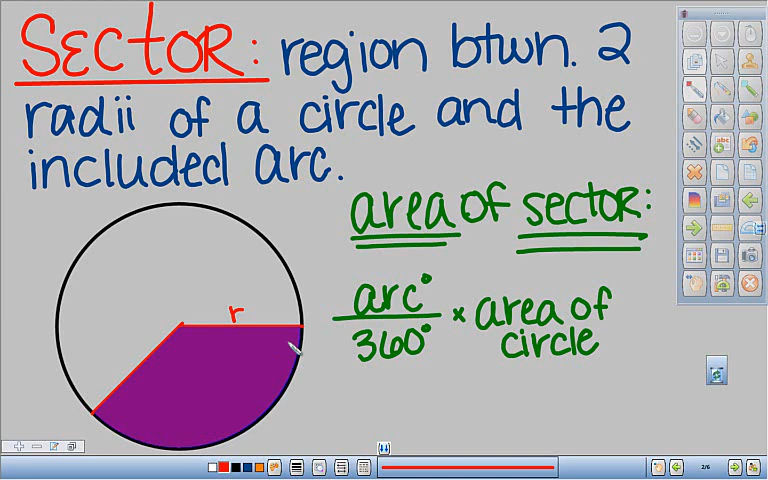 SECTOR: region btwn. 2
radii of a circle and the
included arc.
area of sector:
arc°
360°
× area of
circle
r
2/6